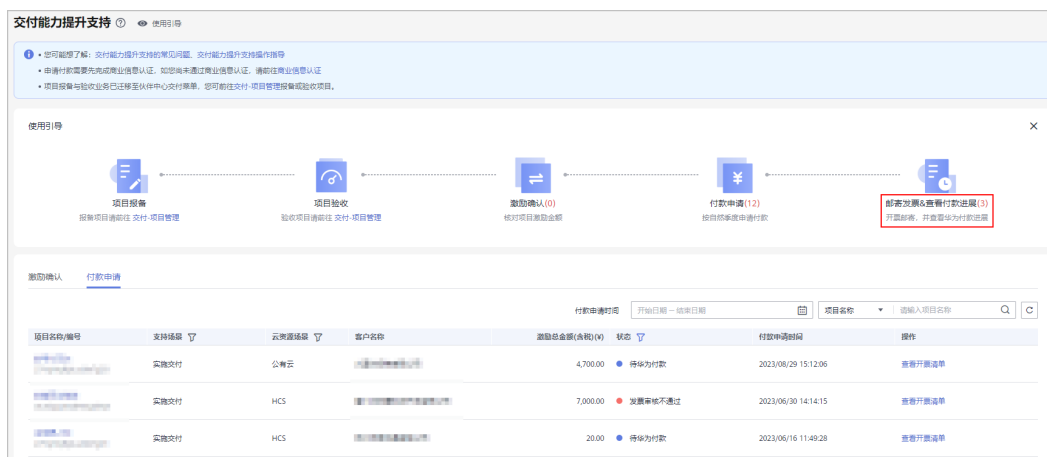 交付能力提升支持 使用引导
• 您可能想了解：交付能力提升支持的常见问题、交付能力提升支持操作指导
• 申请付款需要先完成商业信息认证，如您尚未通过商业信息认证，请前往商业信息认证
• 项目报备与验收业务已迁移至伙伴中心交付菜单，您可前往交付-项目管理报备或验收项目。
使用引导
项目报备 项目验收 激励确认(0) 付款申请(12) 邮寄发票&查看付款进展(3)
报备项目请前往 交付-项目管理 验收项目请前往 交付-项目管理 核对项目激励金额 按自然季度申请付款 开票邮寄，并查看华为付款进展
激励确认 付款申请
付款申请时间 开始日期 – 结束日期 项目名称 请输入项目名称
项目名称/编号 支持场景 云资源场景 客户名称 激励总金额(含税)(¥) 状态 付款申请时间 操作
实施交付 公有云 4,700.00 待华为付款 2023/08/29 15:12:06 查看开票清单
实施交付 HCS 7,000.00 发票审核不通过 2023/06/30 14:14:15 查看开票清单
实施交付 HCS 20.00 待华为付款 2023/06/16 11:49:28 查看开票清单